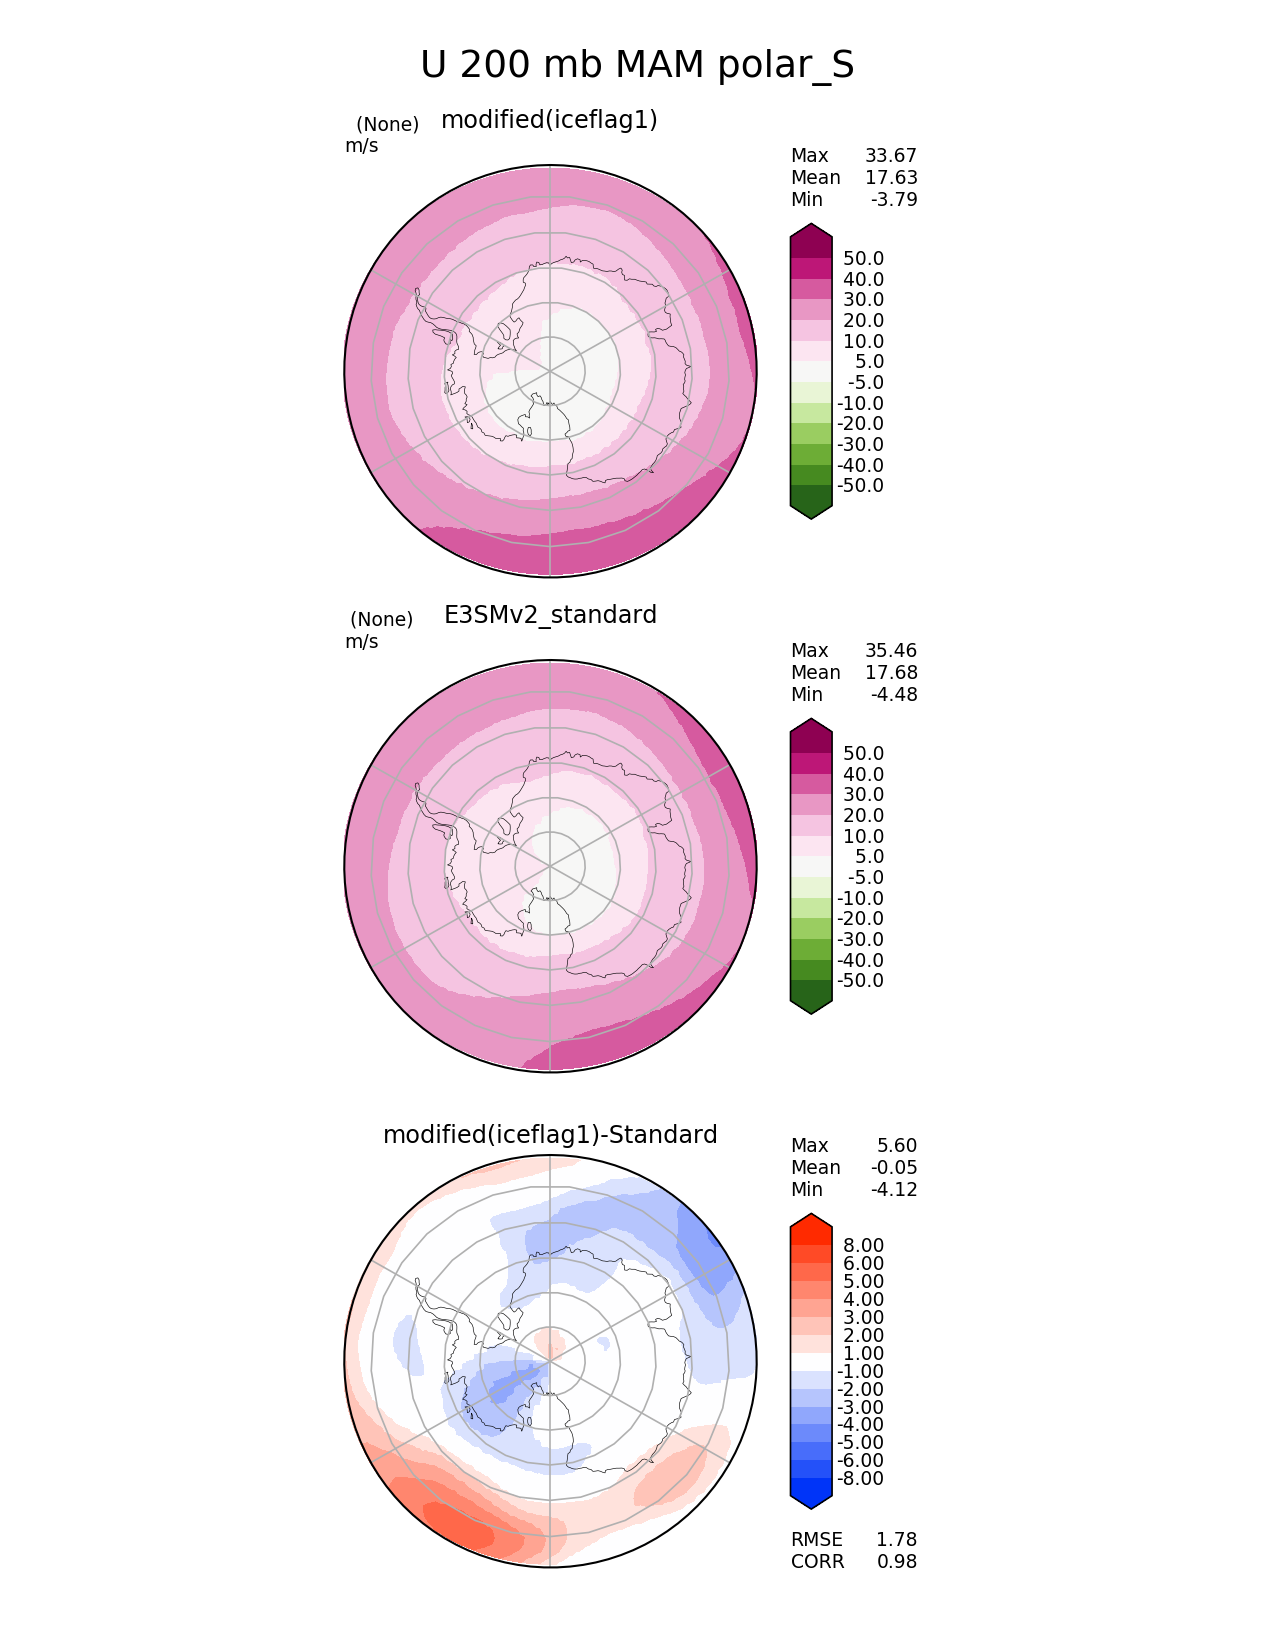 U 200 mb MAM polar_S
(None) modified(iceflag1)
m/s
Max 33.67
Mean 17.63
Min -3.79
50.0
40.0
30.0
20.0
10.0
5.0
-5.0
-10.0
-20.0
-30.0
-40.0
-50.0
(None) E3SMv2_standard
m/s
Max 35.46
Mean 17.68
Min -4.48
50.0
40.0
30.0
20.0
10.0
5.0
-5.0
-10.0
-20.0
-30.0
-40.0
-50.0
modified(iceflag1)-Standard
Max 5.60
Mean -0.05
Min -4.12
8.00
6.00
5.00
4.00
3.00
2.00
1.00
-1.00
-2.00
-3.00
-4.00
-5.00
-6.00
-8.00
RMSE 1.78
CORR 0.98